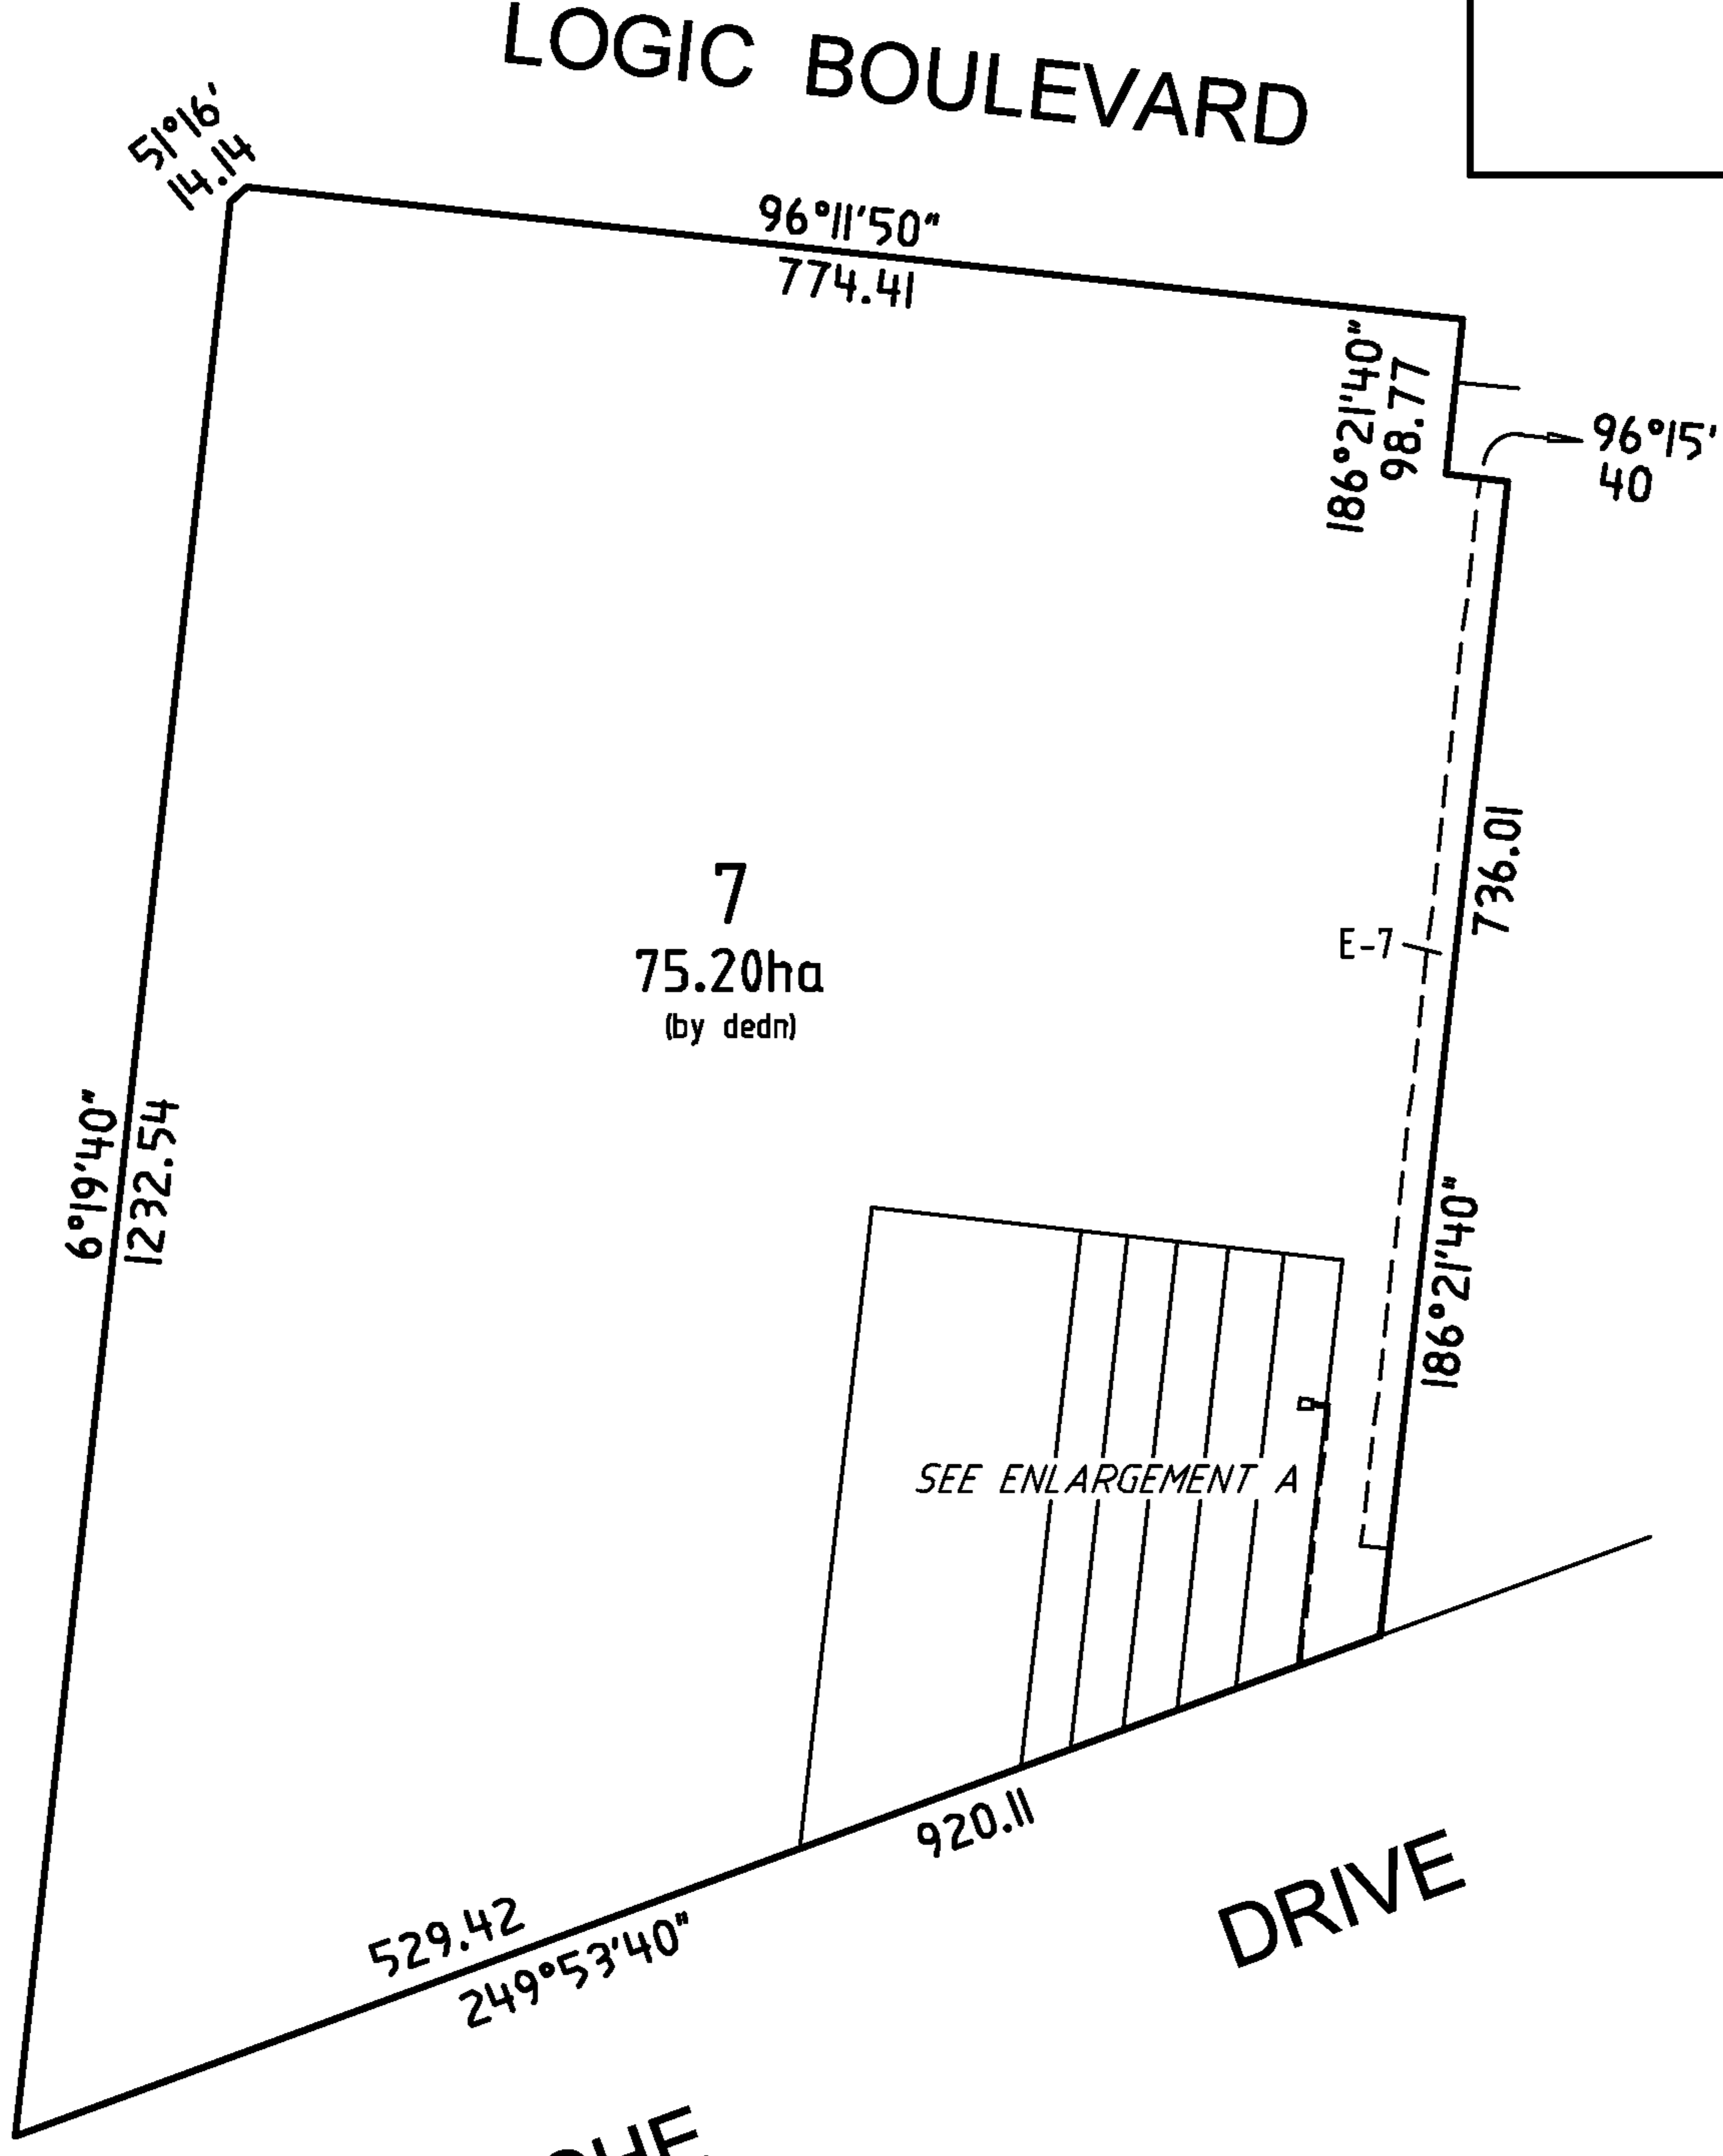 LOGIC BOULEVARD
51°16'
14.14
96°11'50"
774.41
186°21'40"
98.77
96°15'
40
736.01
7
E-7
75.20ha
(by dedn)
6°19'40"
1232.54
186°21'40"
SEE ENLARGEMENT A
920.11
DRIVE
529.42
249°53'40"